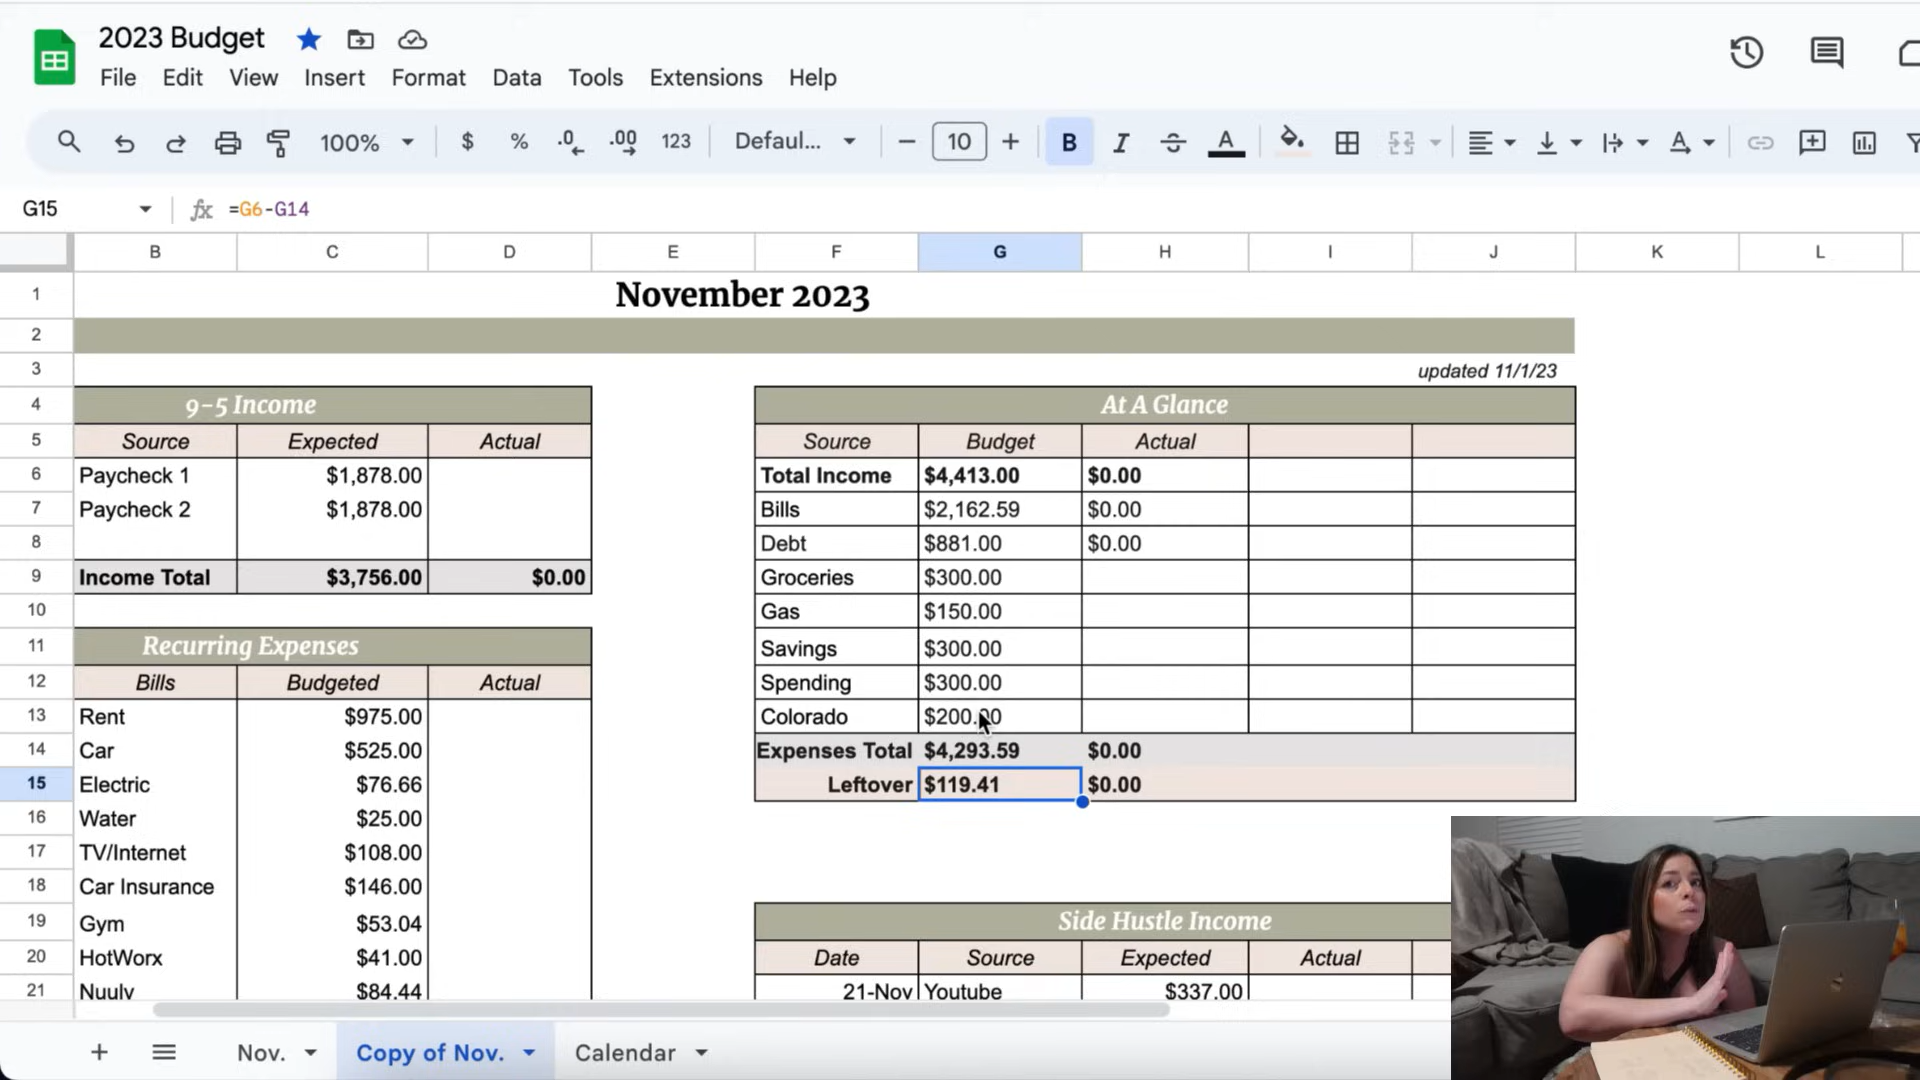 2023 Budget
File Edit View Insert Format Data Tools Extensions Help
100% $ % .0 .00 123 Defaul... 10 B I A
G15 fx =G6-G14
B C D E F G H I J K L
1 November 2023
2
3 updated 11/1/23
4 9-5 Income At A Glance
5 Source Expected Actual Source Budget Actual
6 Paycheck 1 $1,878.00 Total Income $4,413.00 $0.00
7 Paycheck 2 $1,878.00 Bills $2,162.59 $0.00
8 Debt $881.00 $0.00
9 Income Total $3,756.00 $0.00 Groceries $300.00
10 Gas $150.00
11 Recurring Expenses Savings $300.00
12 Bills Budgeted Actual Spending $300.00
13 Rent $975.00 Colorado $200.00
14 Car $525.00 Expenses Total $4,293.59 $0.00
15 Electric $76.66 Leftover $119.41 $0.00
16 Water $25.00
17 TV/Internet $108.00
18 Car Insurance $146.00
19 Gym $53.04 Side Hustle Income
20 HotWorx $41.00 Date Source Expected Actual
21 Nuuly $84.44 21-Nov Youtube $337.00
Nov. Copy of Nov. Calendar